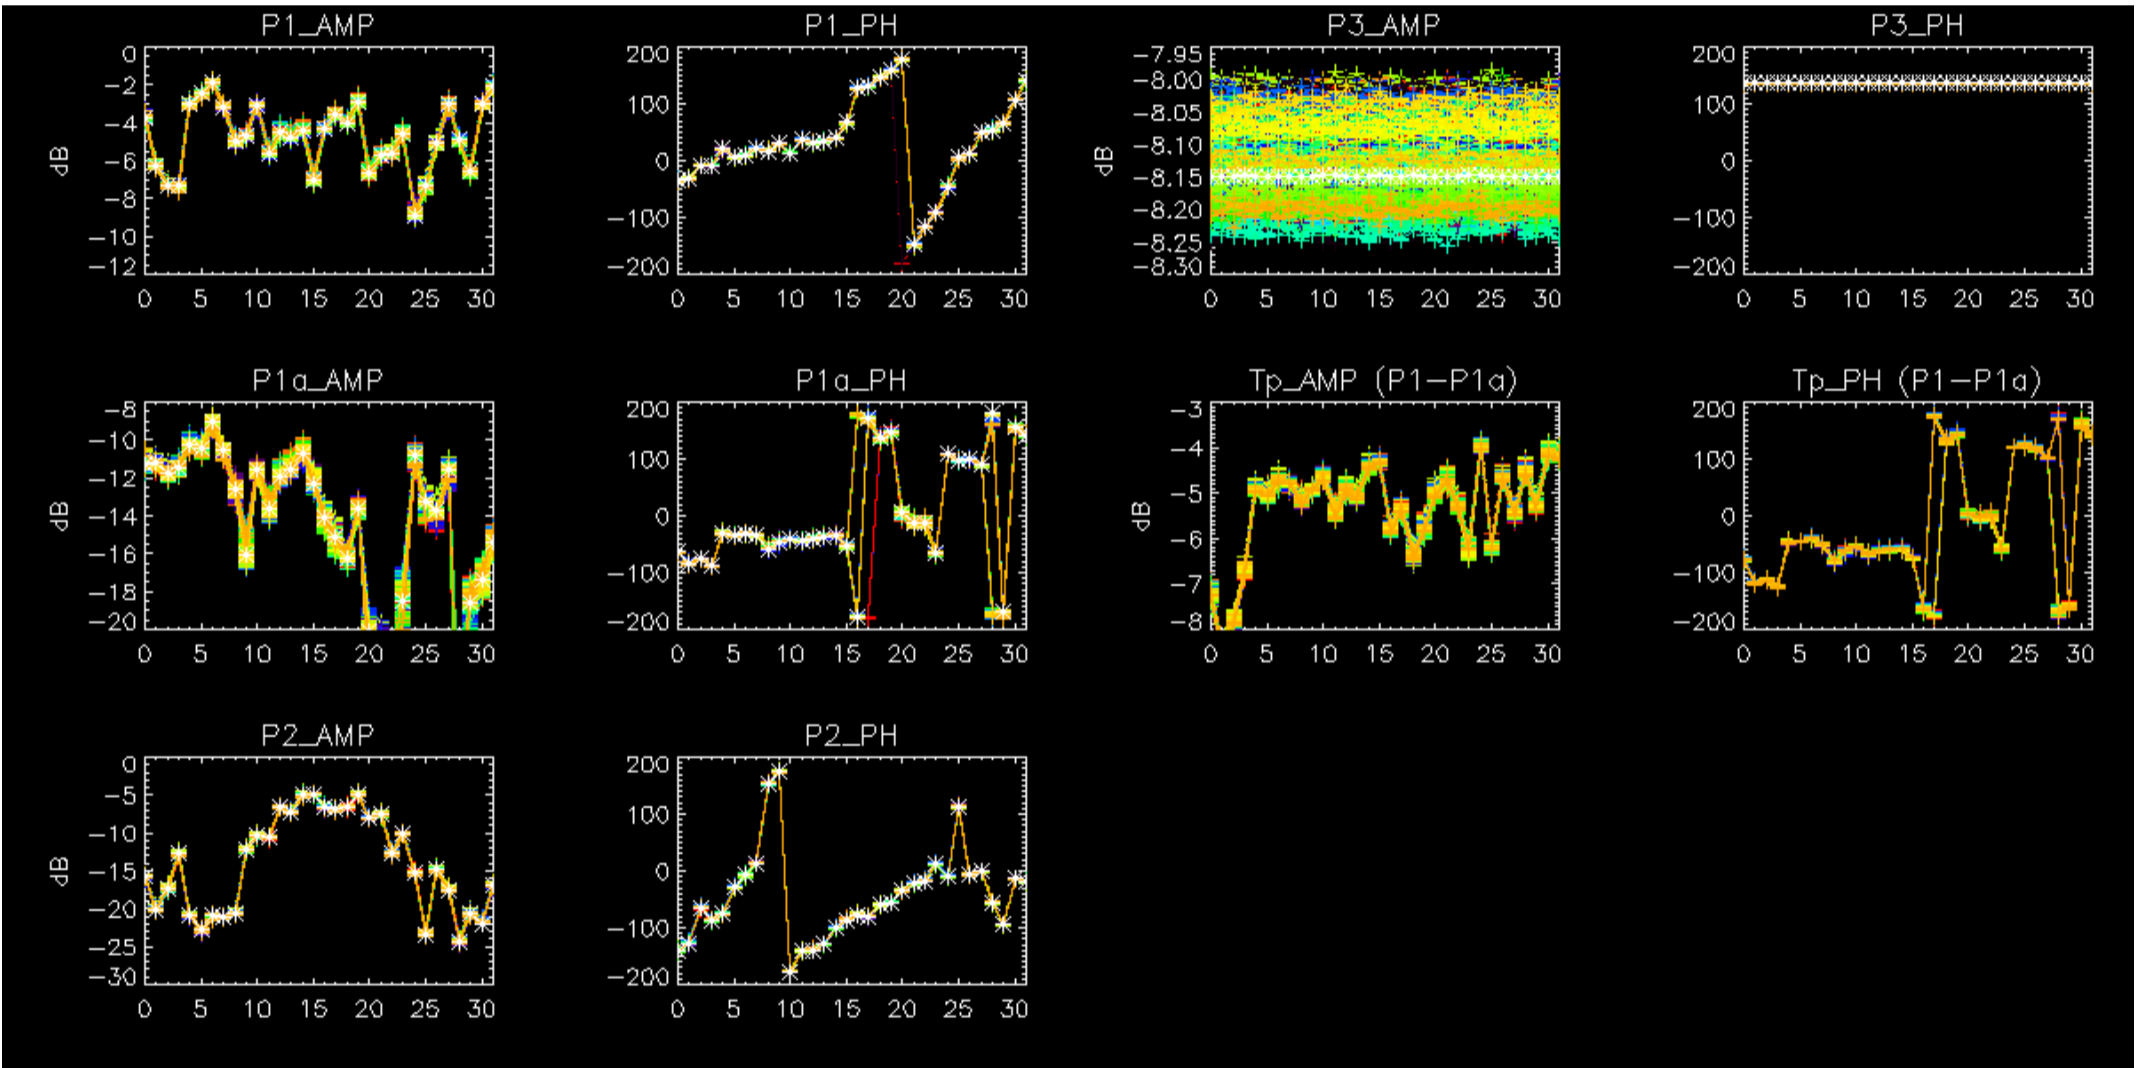 P1_AMP
0
-2
-4
-6
-8
-10
-12
dB
0 5 10 15 20 25 30
P1_PH
200
100
0
-100
-200
0 5 10 15 20 25 30
P3_AMP
-7.95
-8.00
-8.05
-8.10
-8.15
-8.20
-8.25
-8.30
dB
0 5 10 15 20 25 30
P3_PH
200
100
0
-100
-200
0 5 10 15 20 25 30
P1a_AMP
-8
-10
-12
-14
-16
-18
-20
dB
0 5 10 15 20 25 30
P1a_PH
200
100
0
-100
-200
0 5 10 15 20 25 30
Tp_AMP (P1-P1a)
-3
-4
-5
-6
-7
-8
dB
0 5 10 15 20 25 30
Tp_PH (P1-P1a)
200
100
0
-100
-200
0 5 10 15 20 25 30
P2_AMP
0
-5
-10
-15
-20
-25
-30
dB
0 5 10 15 20 25 30
P2_PH
200
100
0
-100
-200
0 5 10 15 20 25 30